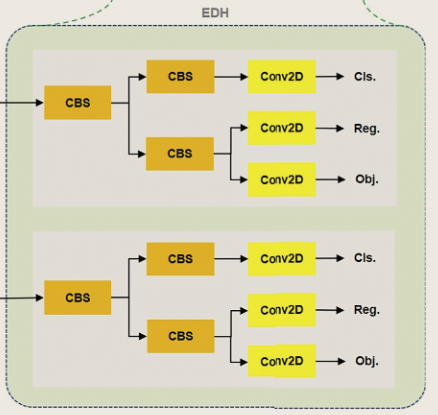 EDH
CBS Conv2D Cls.
CBS
Conv2D Reg.
CBS
Conv2D Obj.
CBS Conv2D Cls.
CBS
Conv2D Reg.
CBS
Conv2D Obj.